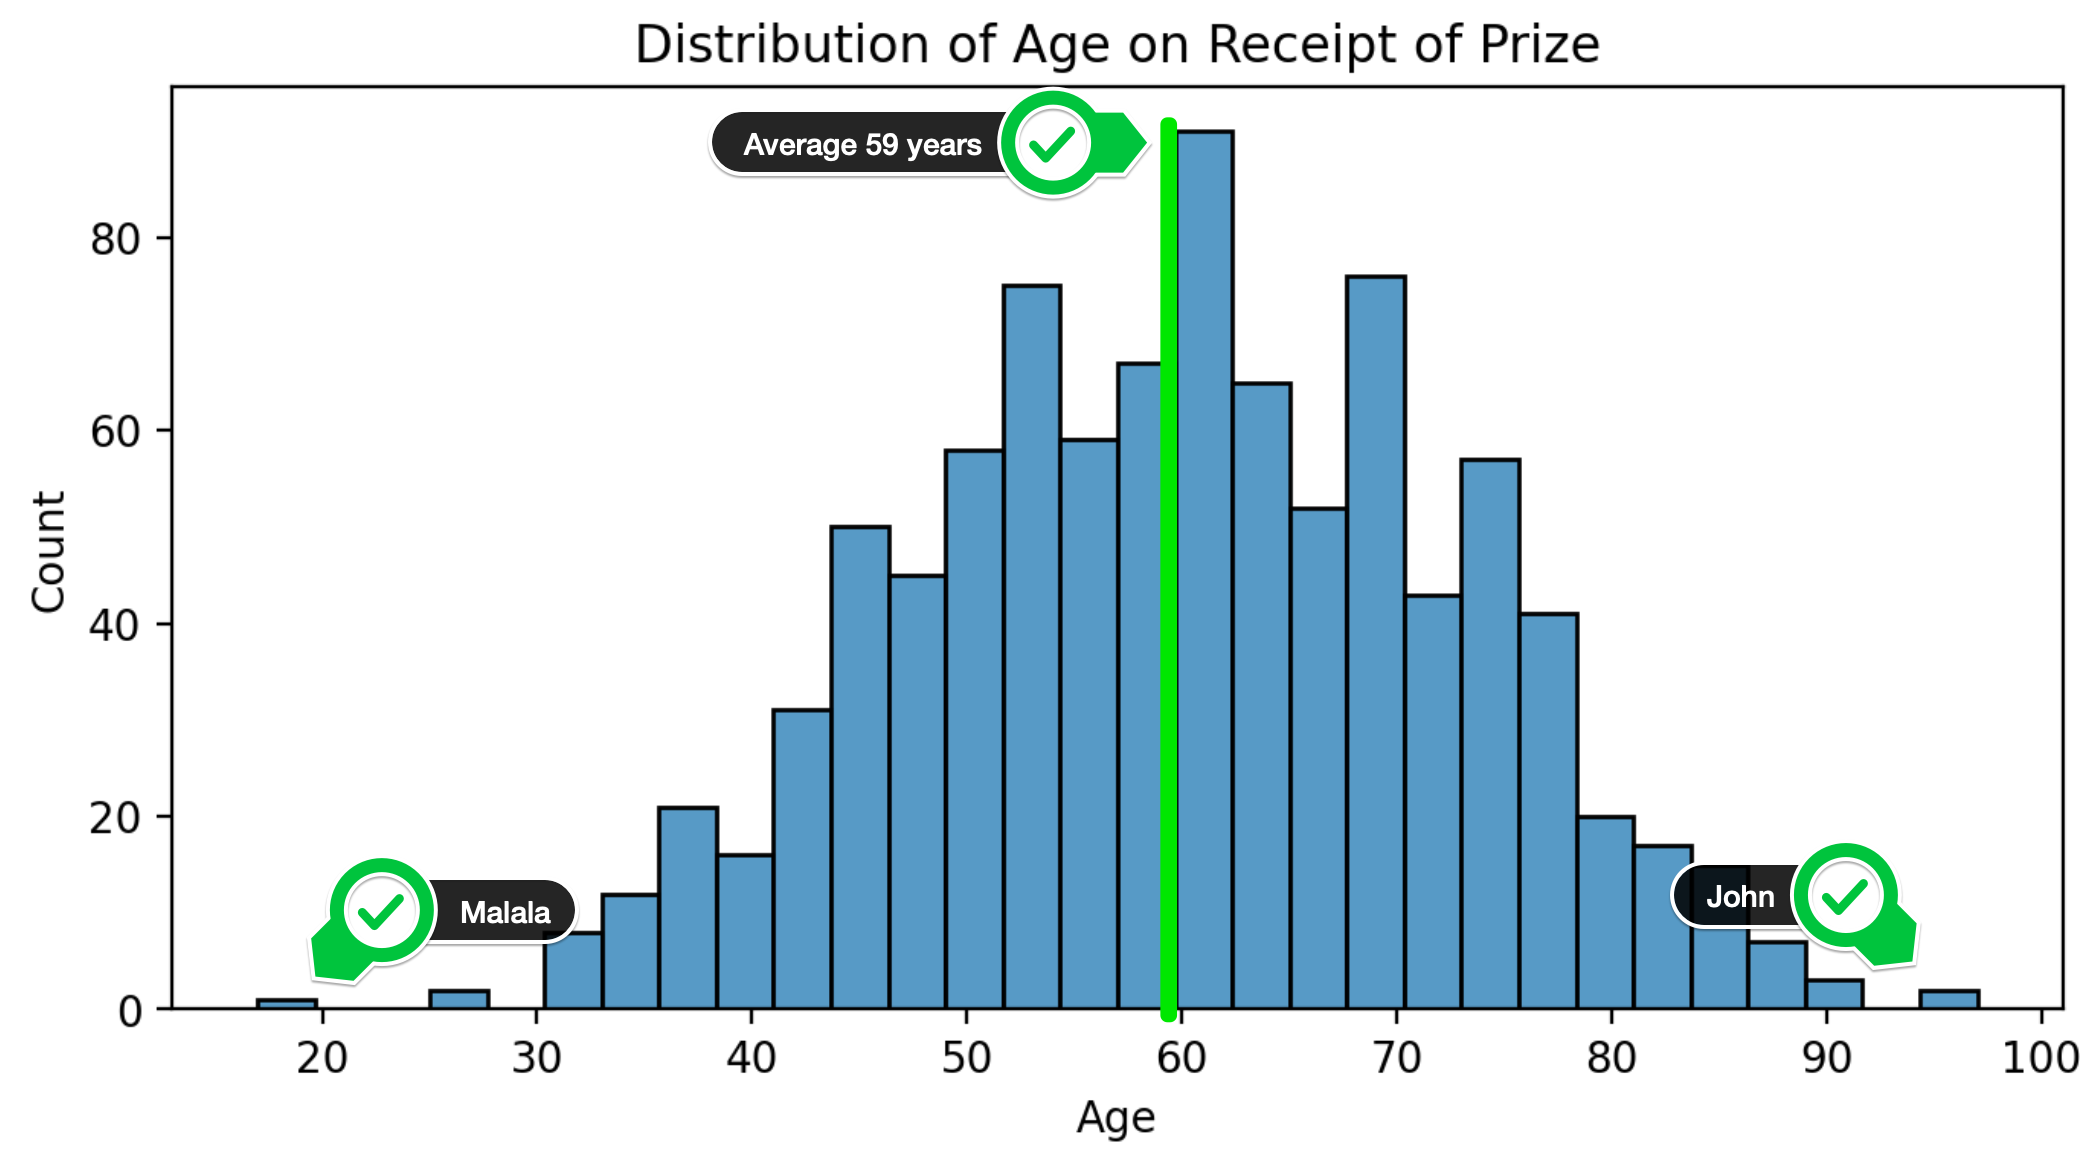 Distribution of Age on Receipt of Prize
Average 59 years
80
60
40
20
0
Count
Malala
John
20 30 40 50 60 70 80 90 100
Age